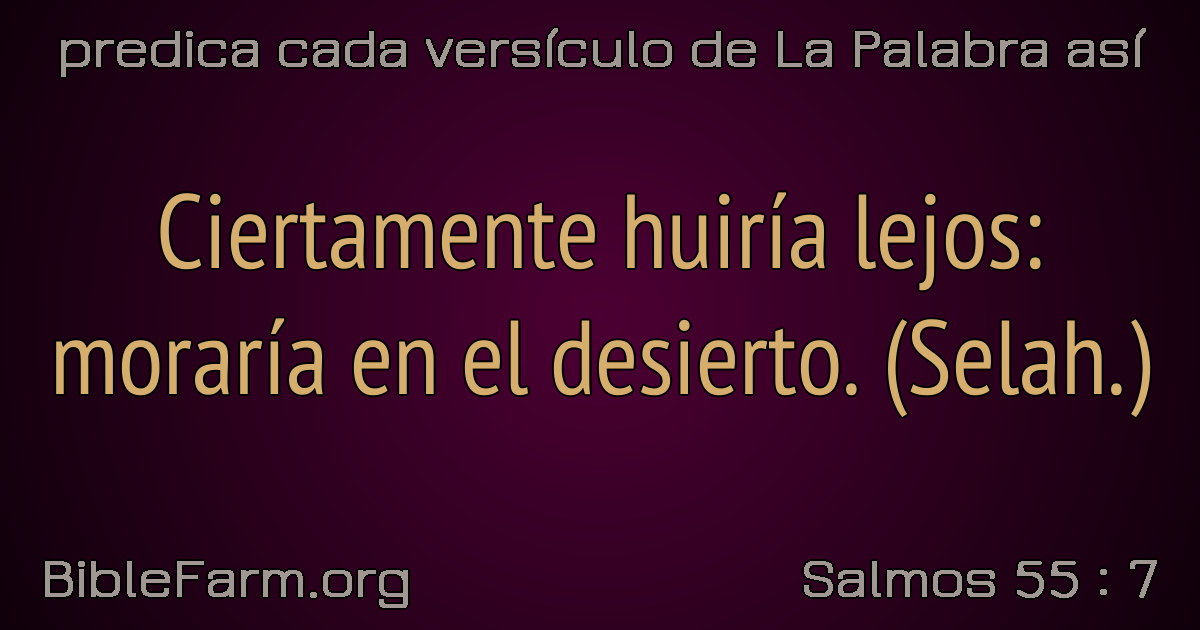 predica cada versículo de La Palabra así
Ciertamente huiría lejos:
moraría en el desierto. (Selah.)
BibleFarm.org
Salmos 55 : 7